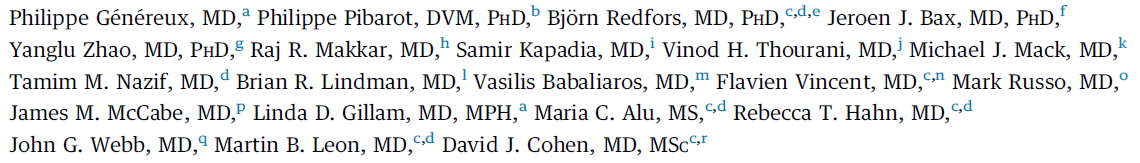 Philippe Généreux, MD,a Philippe Pibarot, DVM, PhD,b Björn Redfors, MD, PhD,c,d,e Jeroen J. Bax, MD, PhD,f
Yanglu Zhao, MD, PhD,g Raj R. Makkar, MD,h Samir Kapadia, MD,i Vinod H. Thourani, MD,j Michael J. Mack, MD,k
Tamim M. Nazif, MD,d Brian R. Lindman, MD,l Vasilis Babaliaros, MD,m Flavien Vincent, MD,c,n Mark Russo, MD,o
James M. McCabe, MD,p Linda D. Gillam, MD, MPH,a Maria C. Alu, MS,c,d Rebecca T. Hahn, MD,c,d
John G. Webb, MD,q Martin B. Leon, MD,c,d David J. Cohen, MD, MSc,c,r